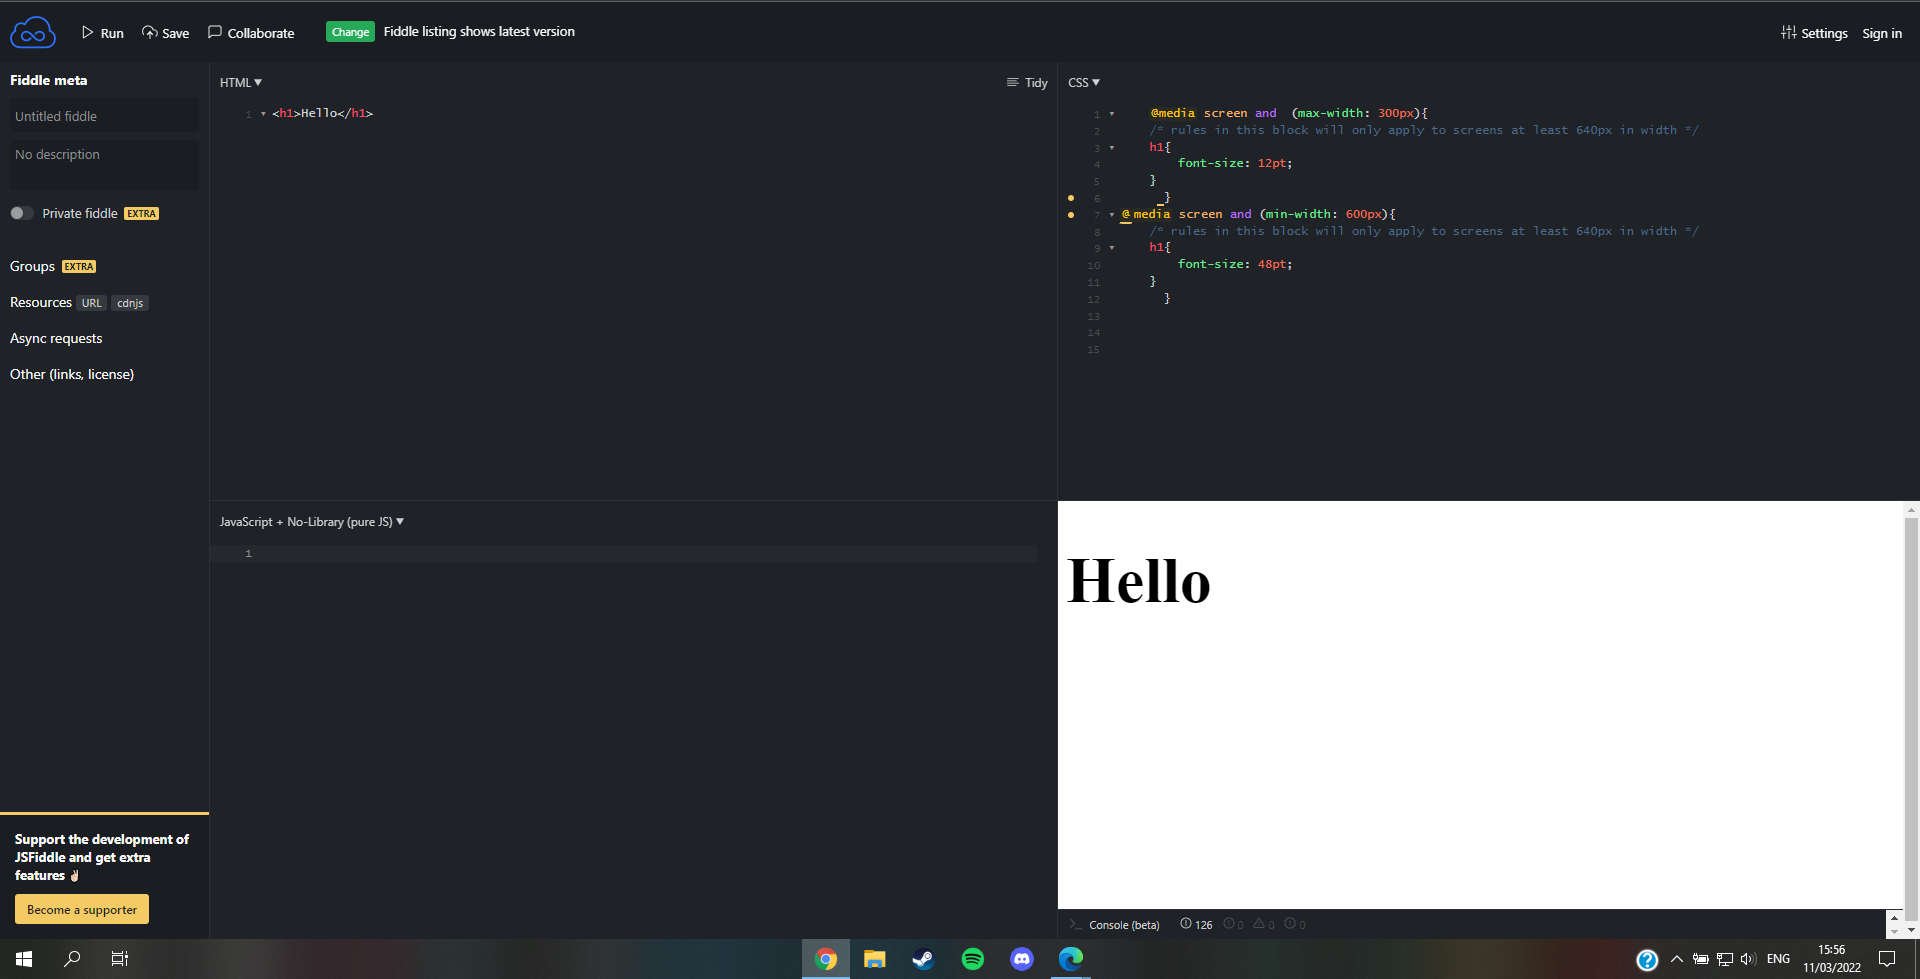 Run Save Collaborate Change Fiddle listing shows latest version Settings Sign in
Fiddle meta
Untitled fiddle
No description
Private fiddle EXTRA
Groups EXTRA
Resources URL cdnjs
Async requests
Other (links, license)
Support the development of
JSFiddle and get extra
features ✌🏻
Become a supporter
HTML ▼ Tidy
1 <h1>Hello</h1>
CSS ▼
1 @media screen and  (max-width: 300px){
2 /* rules in this block will only apply to screens at least 640px in width */
3 h1{
4 font-size: 12pt;
5 }
6 }
7 @ media screen and (min-width: 600px){
8 /* rules in this block will only apply to screens at least 640px in width */
9 h1{
10 font-size: 48pt;
11 }
12 }
13
14
15
JavaScript + No-Library (pure JS) ▼
1
Hello
>_ Console (beta) 126 0 0 0
ENG
15:56
11/03/2022